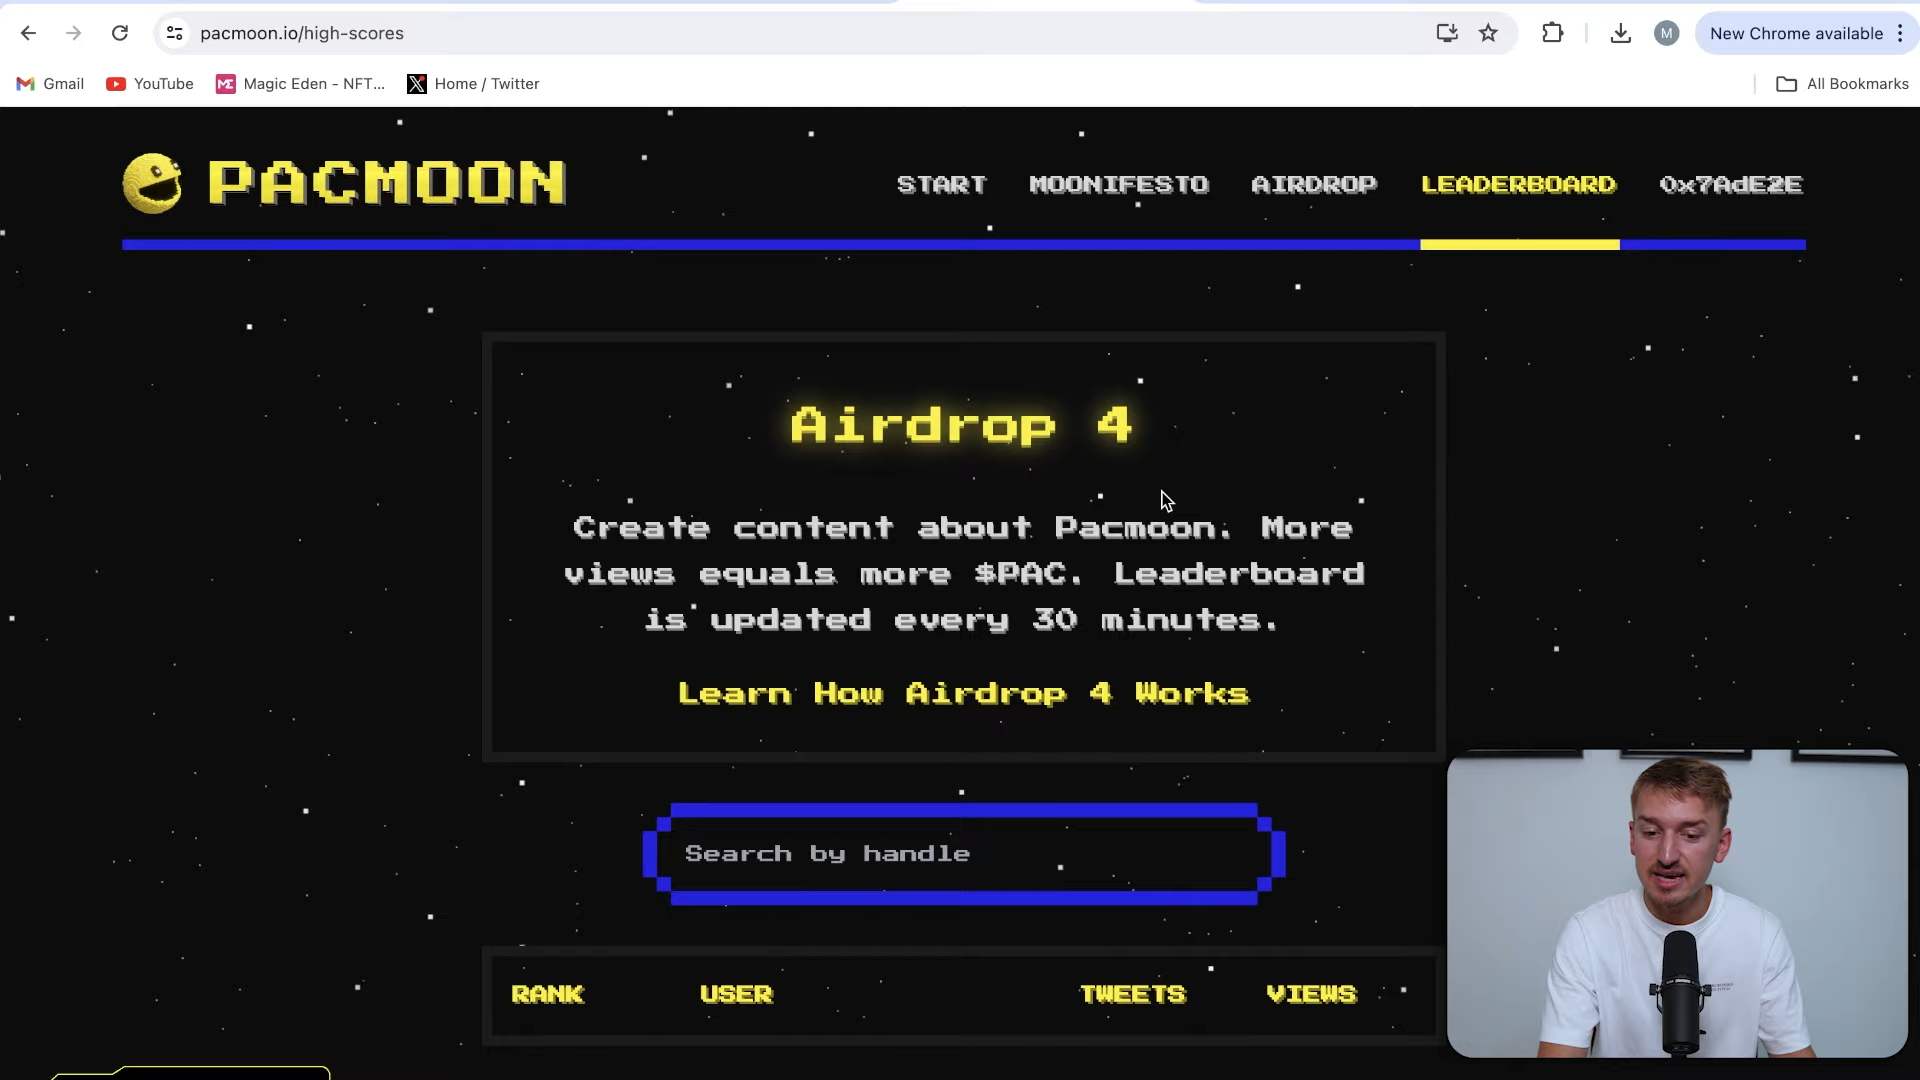 pacmoon.io/high-scores
M
New Chrome available
Gmail
YouTube
Magic Eden - NFT...
Home / Twitter
All Bookmarks
PACMOON
START
MOONIFESTO
AIRDROP
LEADERBOARD
0x7AdE2E
Airdrop 4
Create content about Pacmoon. More
views equals more $PAC. Leaderboard
is updated every 30 minutes.
Learn How Airdrop 4 Works
Search by handle
RANK
USER
TWEETS
VIEWS